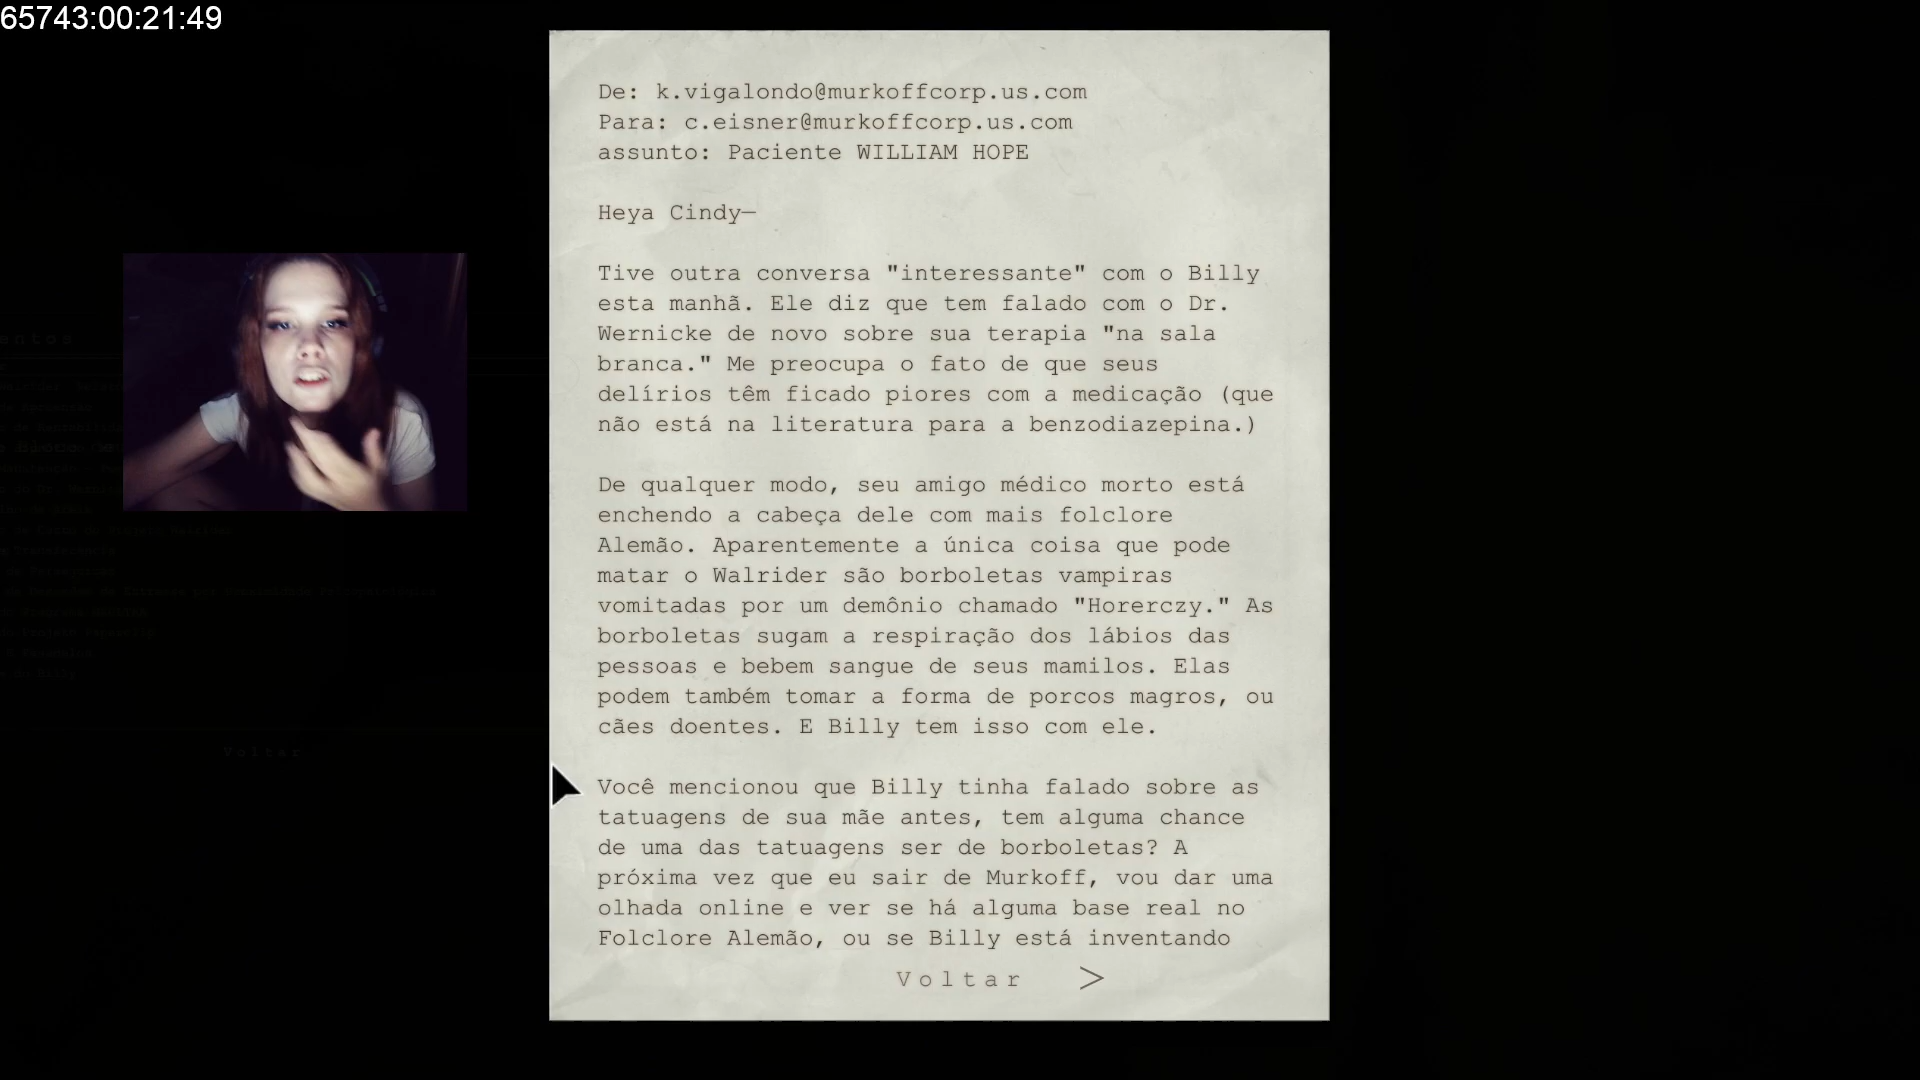 65743:00:21:49
De: k.vigalondo@murkoffcorp.us.com
Para: c.eisner@murkoffcorp.us.com
assunto: Paciente WILLIAM HOPE
Heya Cindy—
Tive outra conversa "interessante" com o Billy
esta manhã. Ele diz que tem falado com o Dr.
Wernicke de novo sobre sua terapia "na sala
branca." Me preocupa o fato de que seus
delírios têm ficado piores com a medicação (que
não está na literatura para a benzodiazepina.)
De qualquer modo, seu amigo médico morto está
enchendo a cabeça dele com mais folclore
Alemão. Aparentemente a única coisa que pode
matar o Walrider são borboletas vampiras
vomitadas por um demônio chamado "Horerczy." As
borboletas sugam a respiração dos lábios das
pessoas e bebem sangue de seus mamilos. Elas
podem também tomar a forma de porcos magros, ou
cães doentes. E Billy tem isso com ele.
Você mencionou que Billy tinha falado sobre as
tatuagens de sua mãe antes, tem alguma chance
de uma das tatuagens ser de borboletas? A
próxima vez que eu sair de Murkoff, vou dar uma
olhada online e ver se há alguma base real no
Folclore Alemão, ou se Billy está inventando
Voltar >
Voltar